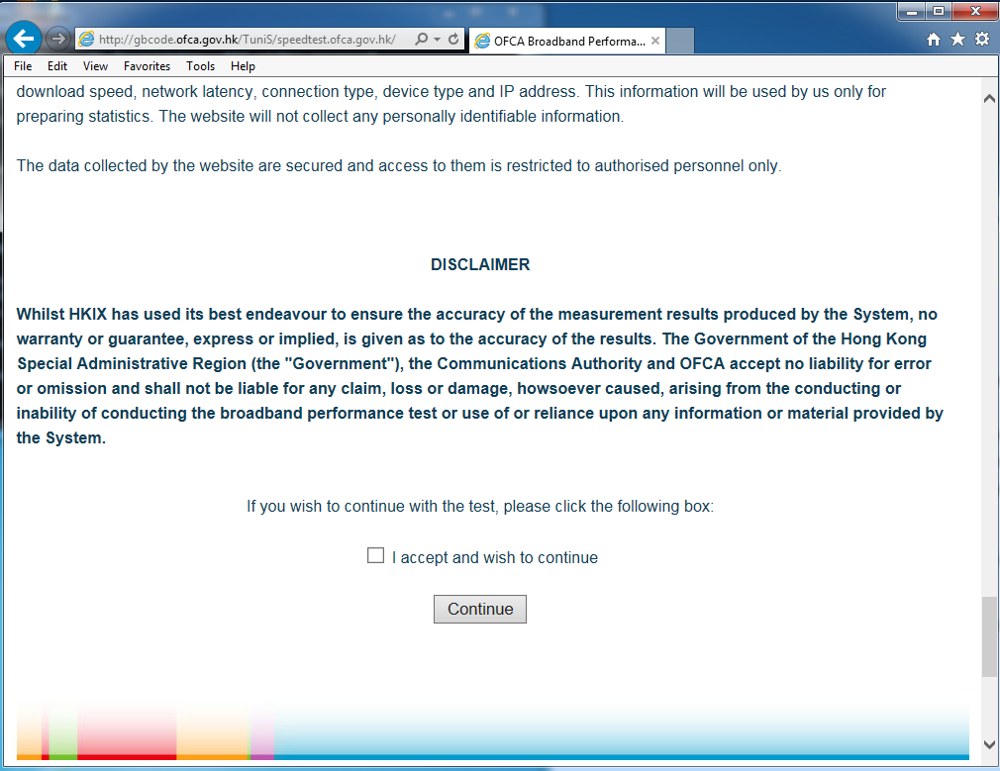 http://gbcode.ofca.gov.hk/TuniS/speedtest.ofca.gov.hk/
OFCA Broadband Performa...
File Edit View Favorites Tools Help
download speed, network latency, connection type, device type and IP address. This information will be used by us only for
preparing statistics. The website will not collect any personally identifiable information.
The data collected by the website are secured and access to them is restricted to authorised personnel only.
DISCLAIMER
Whilst HKIX has used its best endeavour to ensure the accuracy of the measurement results produced by the System, no
warranty or guarantee, express or implied, is given as to the accuracy of the results. The Government of the Hong Kong
Special Administrative Region (the "Government"), the Communications Authority and OFCA accept no liability for error
or omission and shall not be liable for any claim, loss or damage, howsoever caused, arising from the conducting or
inability of conducting the broadband performance test or use of or reliance upon any information or material provided by
the System.
If you wish to continue with the test, please click the following box:
I accept and wish to continue
Continue